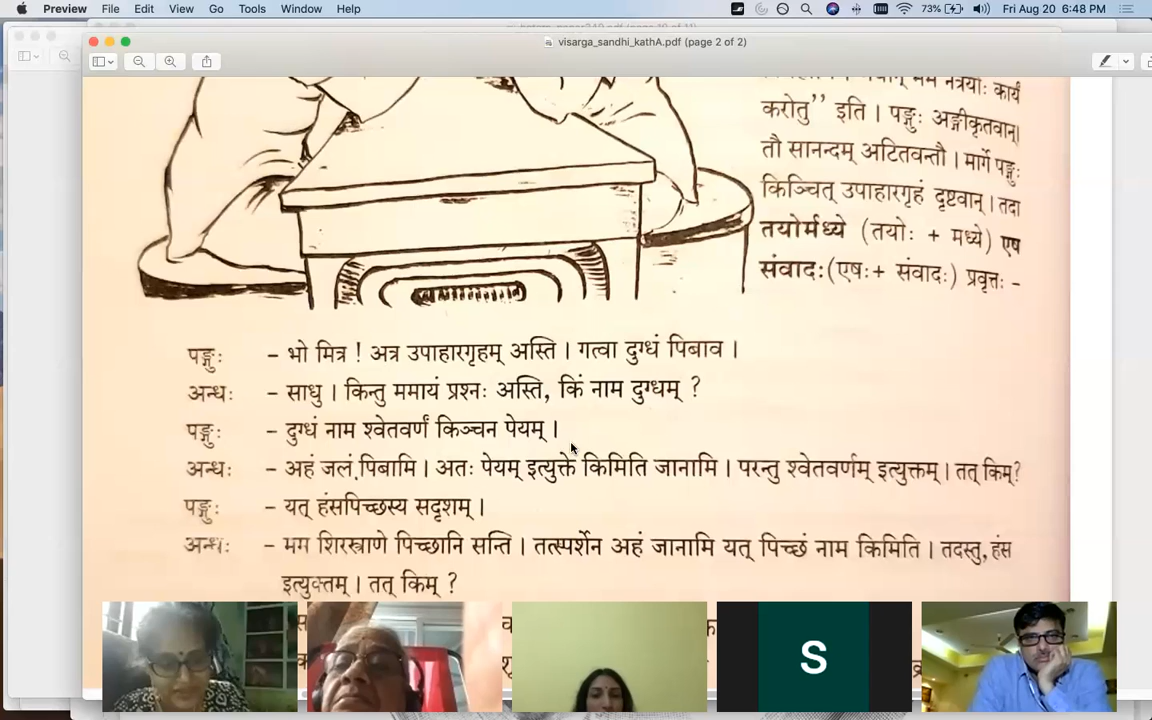 Preview File Edit View Go Tools Window Help 73% Fri Aug 20 6:48 PM
visarga_sandhi_kathA.pdf (page 2 of 2)
मम नेत्रयोः कार्यं
करोतु” इति । पङ्गुः अङ्गीकृतवान्।
तौ सानन्दम् अटितवन्तौ । मार्गे पङ्गुः
किञ्चित् उपाहारगृहं दृष्टवान् । तदा
तयोर्मध्ये (तयोः + मध्ये) एष
संवादः(एषः+ संवादः) प्रवृत्तः -
पङ्गुः - भो मित्र ! अत्र उपाहारगृहम् अस्ति । गत्वा दुग्धं पिबाव ।
अन्धः - साधु । किन्तु ममायं प्रश्नः अस्ति, किं नाम दुग्धम् ?
पङ्गुः - दुग्धं नाम श्वेतवर्णं किञ्चन पेयम् ।
अन्धः - अहं जलं पिबामि । अतः पेयम् इत्युक्ते किमिति जानामि । परन्तु श्वेतवर्णम् इत्युक्तम् । तत् किम्?
पङ्गुः - यत् हंसपिच्छस्य सदृशम् ।
अन्धः - मम शिरस्त्राणे पिच्छानि सन्ति । तत्स्पर्शेन अहं जानामि यत् पिच्छं नाम किमिति । तदस्तु, हंस
इत्युक्तम् । तत् किम् ?
S